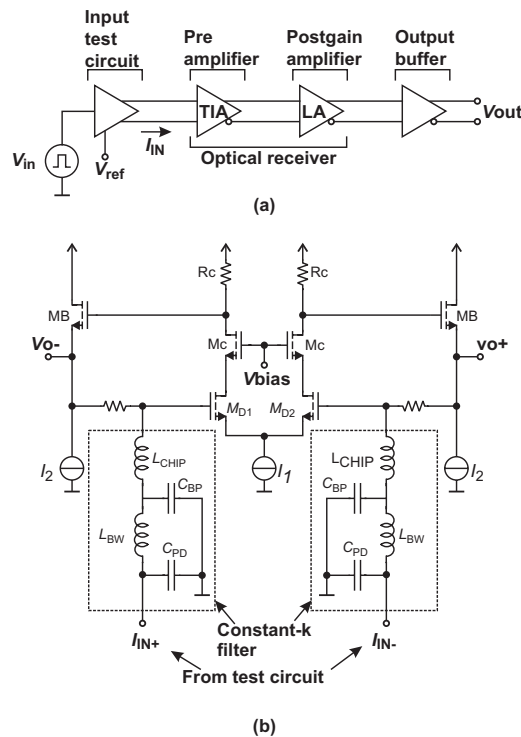 Input
test
circuit
Pre
amplifier
Postgain
amplifier
Output
buffer
TIA
LA
Vout
IIN
Vin
Vref
Optical receiver
(a)
Rc
Rc
MB
MB
Vo-
Mc
Mc
vo+
Vbias
MD1
MD2
LCHIP
LCHIP
I2
I1
I2
CBP
CBP
LBW
LBW
CPD
CPD
IIN+
Constant-k
filter
IIN-
From test circuit
(b)